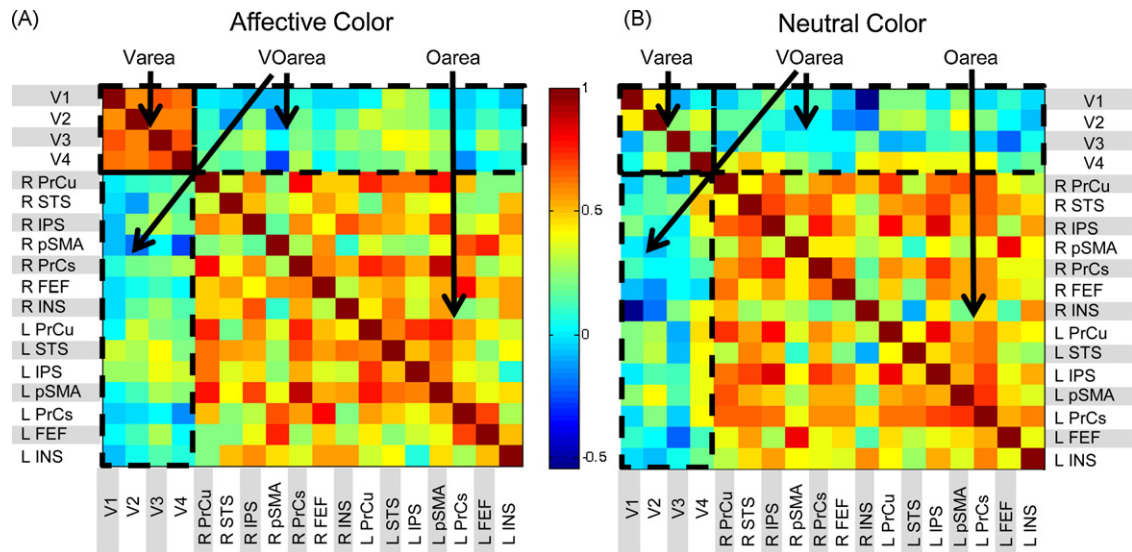 (A) Affective Color
(B) Neutral Color
Varea VOarea Oarea
Varea VOarea Oarea
V1
V2
V3
V4
R PrCu
R STS
R IPS
R pSMA
R PrCs
R FEF
R INS
L PrCu
L STS
L IPS
L pSMA
L PrCs
L FEF
L INS
1
0.5
0
-0.5
V1
V2
V3
V4
R PrCu
R STS
R IPS
R pSMA
R PrCs
R FEF
R INS
L PrCu
L STS
L IPS
L pSMA
L PrCs
L FEF
L INS
V1
V2
V3
V4
R PrCu
R STS
R IPS
R pSMA
R PrCs
R FEF
R INS
L PrCu
L STS
L IPS
L pSMA
L PrCs
L FEF
L INS
V1
V2
V3
V4
R PrCu
R STS
R IPS
R pSMA
R PrCs
R FEF
R INS
L PrCu
L STS
L IPS
L pSMA
L PrCs
L FEF
L INS